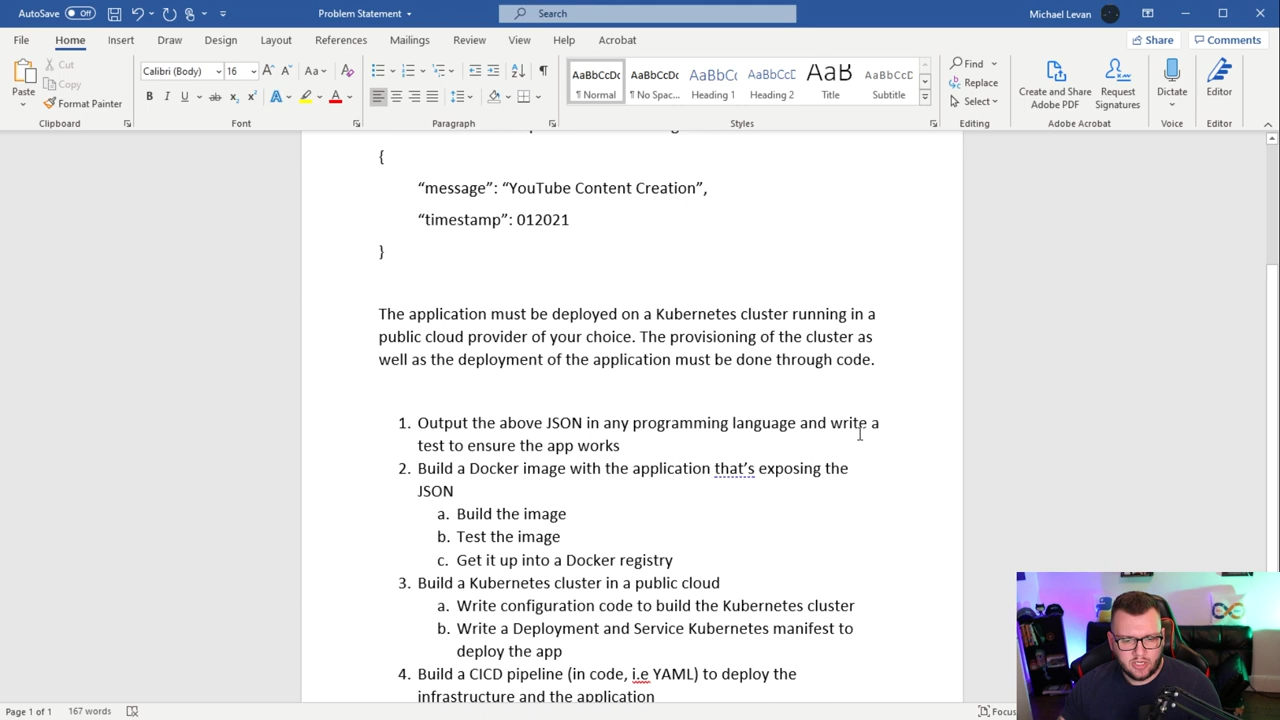 AutoSave Off Problem Statement Search Michael Levan
File Home Insert Draw Design Layout References Mailings Review View Help Acrobat Share Comments
Paste Cut Copy Format Painter
Calibri (Body) 16
AaBbCcDc AaBbCcDc AaBbCc AaBbCcD AaB AaBbCcD
¶ Normal ¶ No Spac... Heading 1 Heading 2 Title Subtitle
Find Replace Select
Create and Share Adobe PDF Request Signatures Dictate Editor
Clipboard Font Paragraph Styles Editing Adobe Acrobat Voice Editor
{
“message”: “YouTube Content Creation”,
“timestamp”: 012021
}
The application must be deployed on a Kubernetes cluster running in a
public cloud provider of your choice. The provisioning of the cluster as
well as the deployment of the application must be done through code.
1. Output the above JSON in any programming language and write a
test to ensure the app works
2. Build a Docker image with the application that’s exposing the
JSON
a. Build the image
b. Test the image
c. Get it up into a Docker registry
3. Build a Kubernetes cluster in a public cloud
a. Write configuration code to build the Kubernetes cluster
b. Write a Deployment and Service Kubernetes manifest to
deploy the app
4. Build a CICD pipeline (in code, i.e YAML) to deploy the
infrastructure and the application
Page 1 of 1 167 words Focus